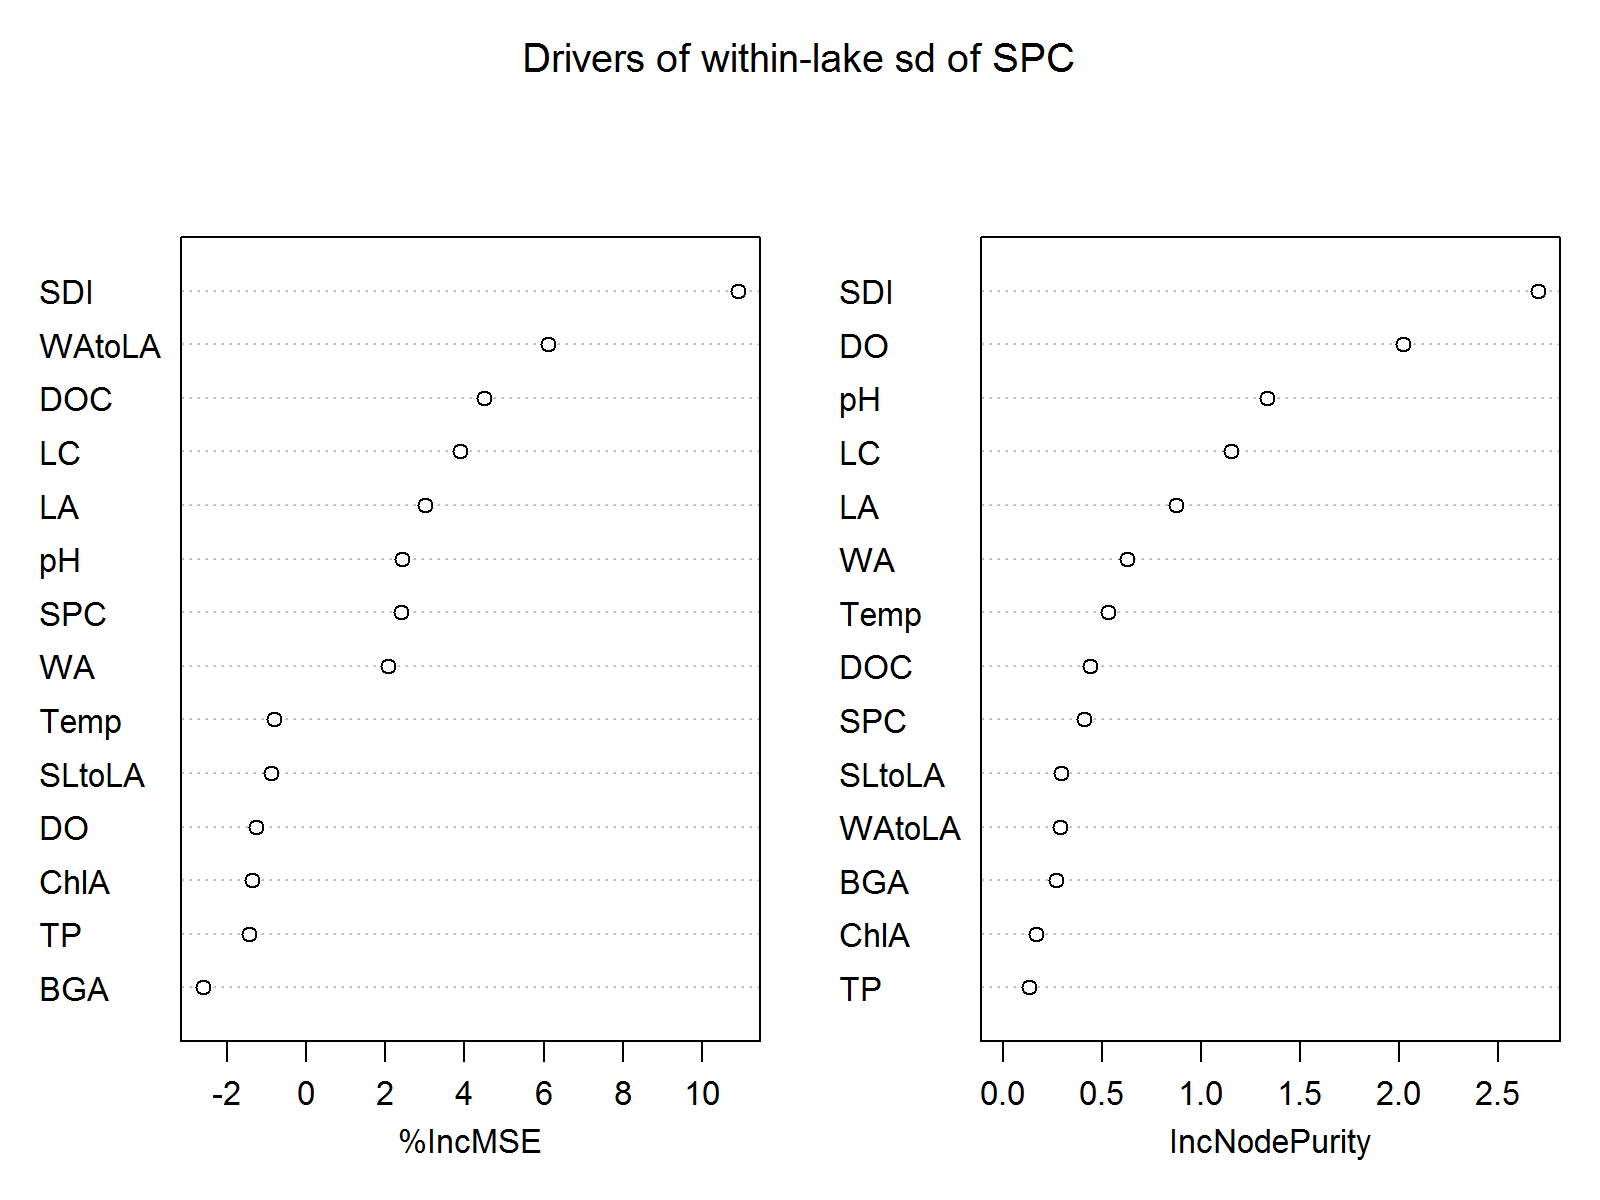 Drivers of within-lake sd of SPC
SDI
WAtoLA
DOC
LC
LA
pH
SPC
WA
Temp
SLtoLA
DO
ChlA
TP
BGA
-2 0 2 4 6 8 10
%IncMSE
SDI
DO
pH
LC
LA
WA
Temp
DOC
SPC
SLtoLA
WAtoLA
BGA
ChlA
TP
0.0 0.5 1.0 1.5 2.0 2.5
IncNodePurity